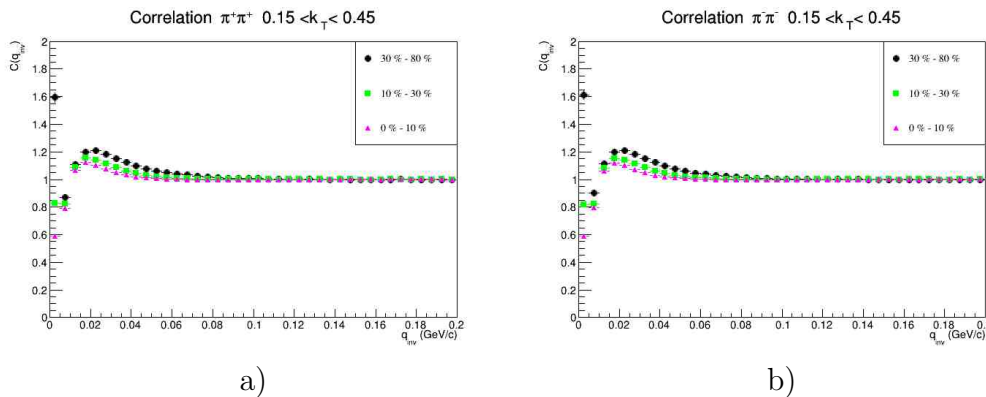 Correlation π⁺π⁺ 0.15 <k_T< 0.45
C(q_inv)
2
1.8
1.6
1.4
1.2
1
0.8
0.6
0.4
0.2
0
30 % - 80 %
10 % - 30 %
0 % - 10 %
0 0.02 0.04 0.06 0.08 0.1 0.12 0.14 0.16 0.18 0.2
q_inv (GeV/c)
a)
Correlation π⁻π⁻ 0.15 <k_T< 0.45
C(q_inv)
2
1.8
1.6
1.4
1.2
1
0.8
0.6
0.4
0.2
0
30 % - 80 %
10 % - 30 %
0 % - 10 %
0 0.02 0.04 0.06 0.08 0.1 0.12 0.14 0.16 0.18 0.
q_inv (GeV/c)
b)